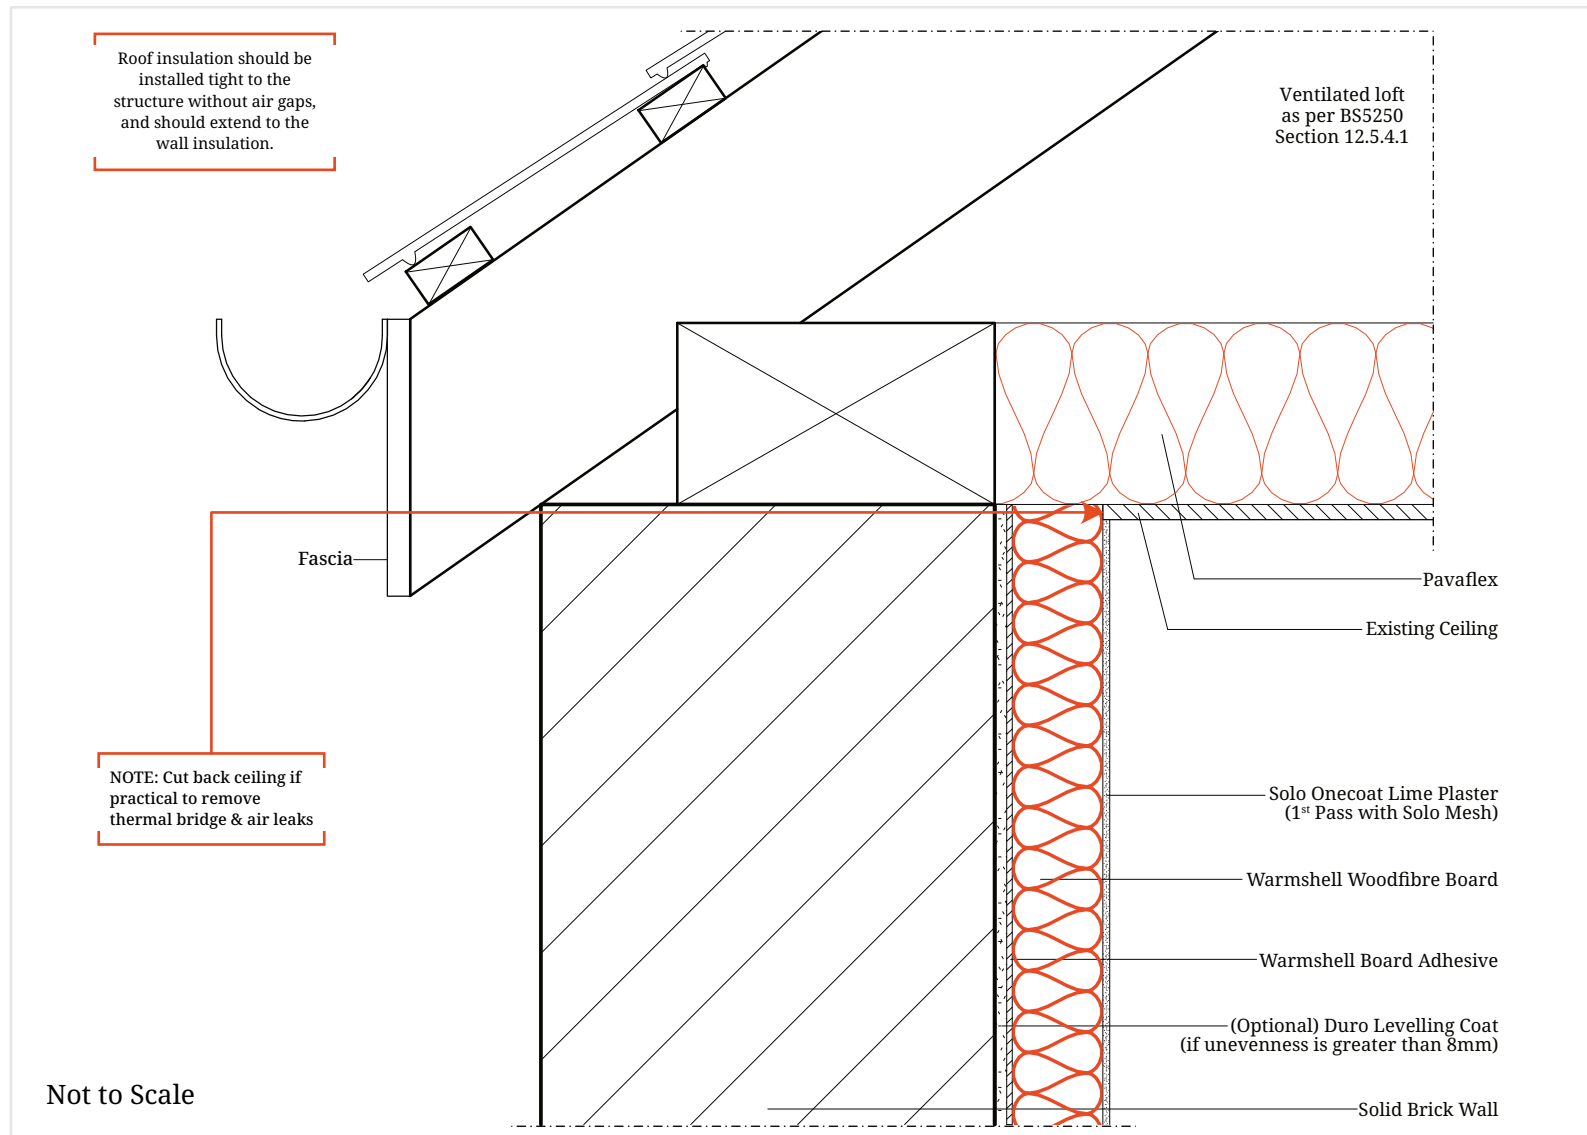 Roof insulation should be
installed tight to the
structure without air gaps,
and should extend to the
wall insulation.
Ventilated loft
as per BS5250
Section 12.5.4.1
Fascia
Pavaflex
Existing Ceiling
NOTE: Cut back ceiling if
practical to remove
thermal bridge & air leaks
Solo Onecoat Lime Plaster
(1st Pass with Solo Mesh)
Warmshell Woodfibre Board
Warmshell Board Adhesive
(Optional) Duro Levelling Coat
(if unevenness is greater than 8mm)
Solid Brick Wall
Not to Scale